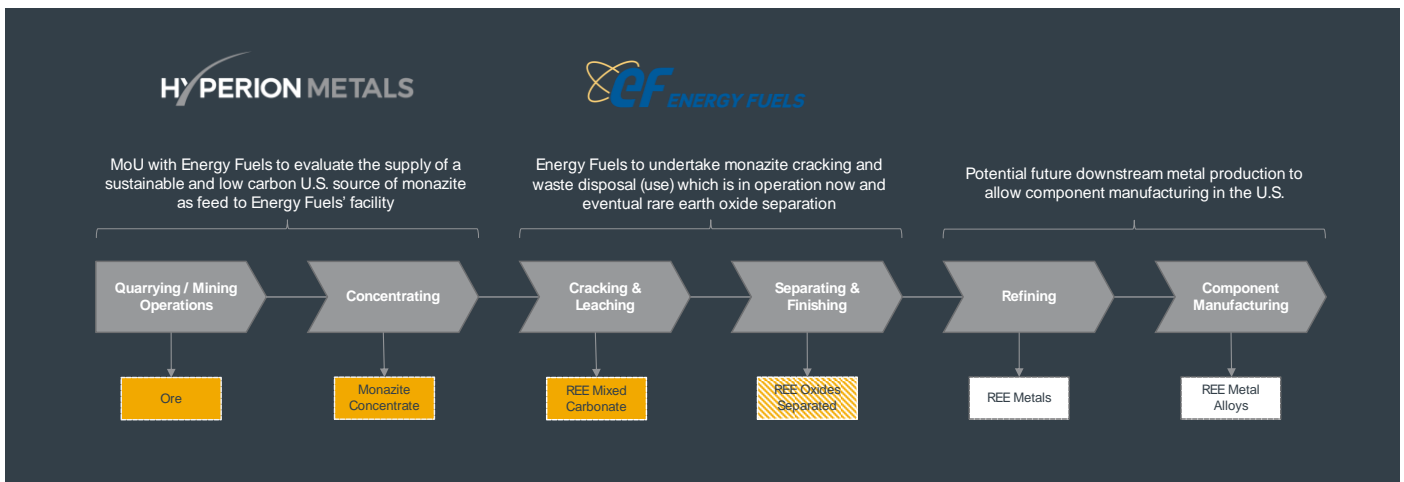 HYPERION METALS
ef ENERGY FUELS
MoU with Energy Fuels to evaluate the supply of a
sustainable and low carbon U.S. source of monazite
as feed to Energy Fuels’ facility
Energy Fuels to undertake monazite cracking and
waste disposal (use) which is in operation now and
eventual rare earth oxide separation
Potential future downstream metal production to
allow component manufacturing in the U.S.
Quarrying / Mining
Operations
Concentrating
Cracking &
Leaching
Separating &
Finishing
Refining
Component
Manufacturing
Ore
Monazite
Concentrate
REE Mixed
Carbonate
REE Oxides
Separated
REE Metals
REE Metal
Alloys